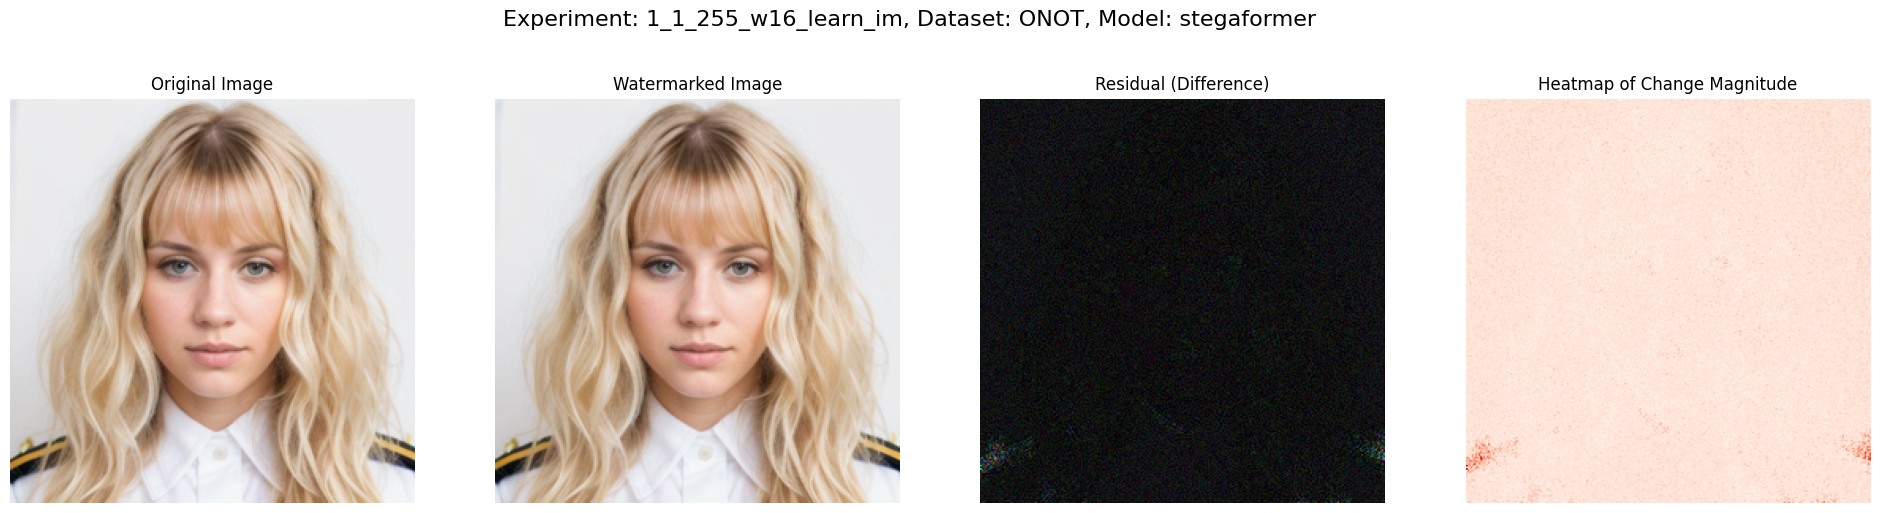 Experiment: 1_1_255_w16_learn_im, Dataset: ONOT, Model: stegaformer
Original Image
Watermarked Image
Residual (Difference)
Heatmap of Change Magnitude